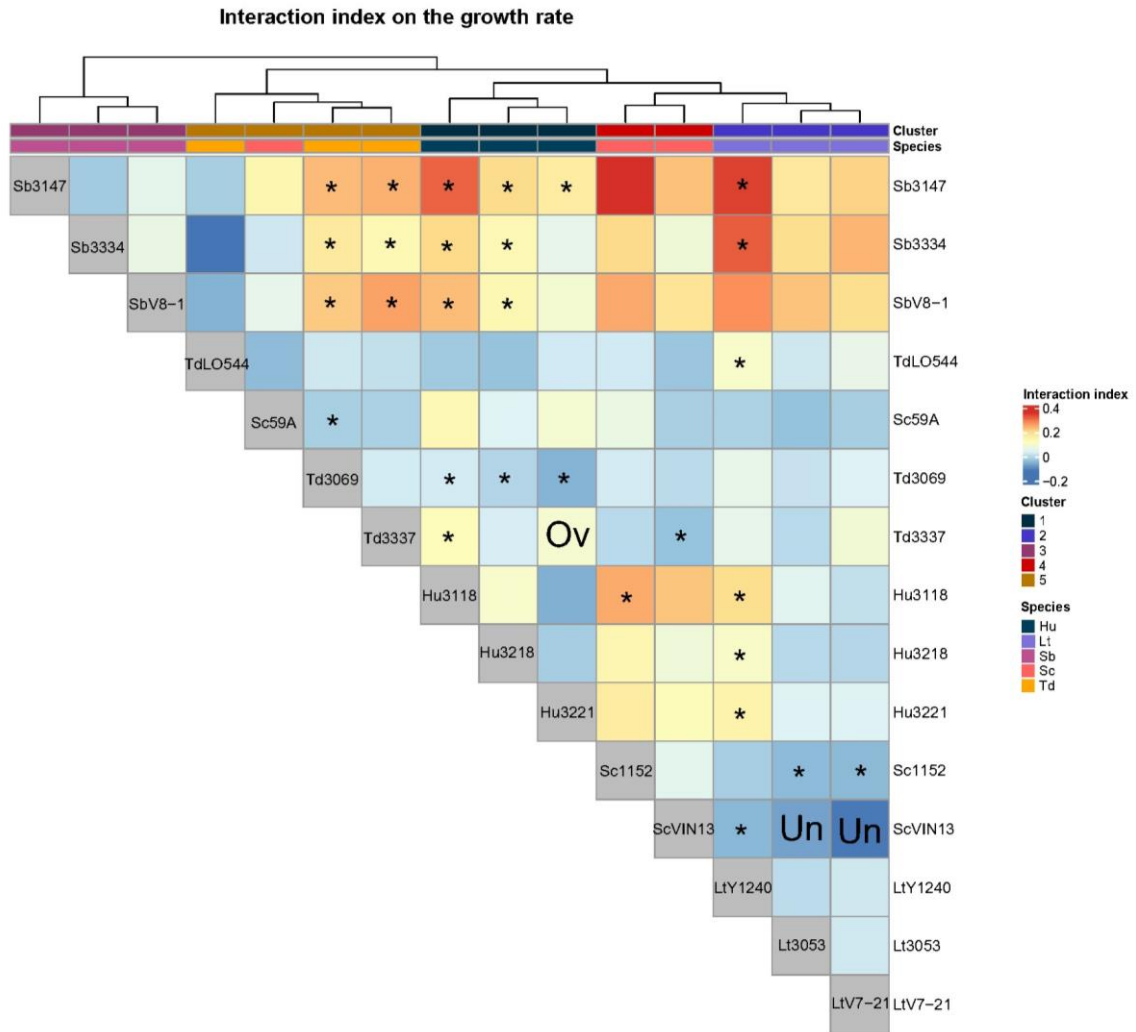 Interaction index on the growth rate
Cluster
Species
Sb3147 * * * * * * Sb3147
Sb3334 * * * * * Sb3334
SbV8-1 * * * * SbV8-1
TdLO544 * TdLO544
Sc59A * Sc59A
Td3069 * * * Td3069
Td3337 * Ov * Td3337
Hu3118 * * Hu3118
Hu3218 * Hu3218
Hu3221 * Hu3221
Sc1152 * * Sc1152
ScVIN13 * Un Un ScVIN13
LtY1240 LtY1240
Lt3053 Lt3053
LtV7-21 LtV7-21
Interaction index
0.4
0.2
0
-0.2
Cluster
1
2
3
4
5
Species
Hu
Lt
Sb
Sc
Td